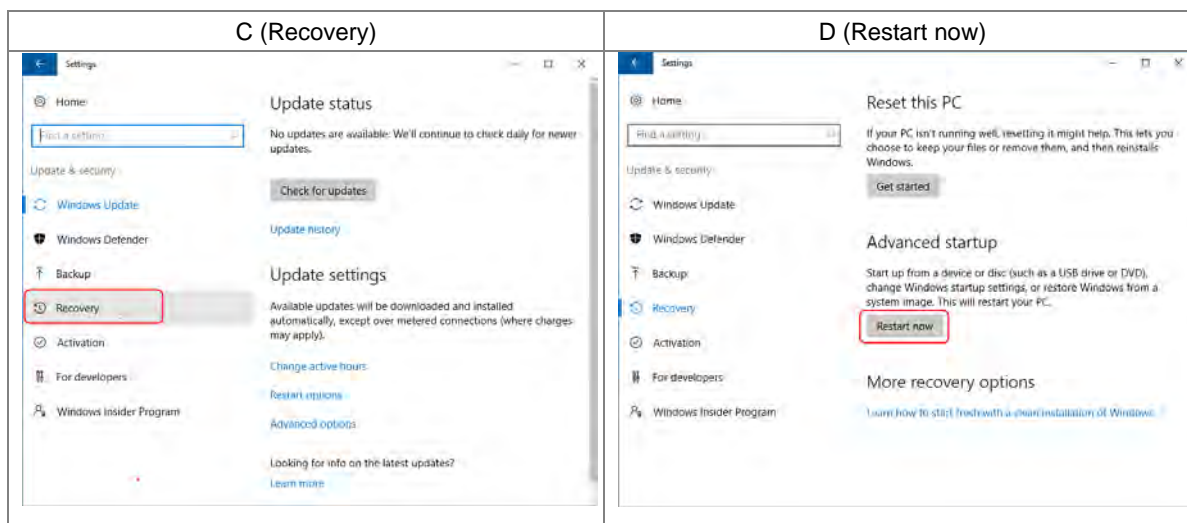 C (Recovery)
Settings
Home
Find a setting
Update & security
Windows Update
Windows Defender
Backup
Recovery
Activation
For developers
Windows Insider Program
Update status
No updates are available. We'll continue to check daily for newer
updates.
Check for updates
Update history
Update settings
Available updates will be downloaded and installed
automatically, except over metered connections (where charges
may apply).
Change active hours
Restart options
Advanced options
Looking for info on the latest updates?
Learn more
D (Restart now)
Settings
Home
Find a setting
Update & security
Windows Update
Windows Defender
Backup
Recovery
Activation
For developers
Windows Insider Program
Reset this PC
If your PC isn't running well, resetting it might help. This lets you
choose to keep your files or remove them, and then reinstalls
Windows.
Get started
Advanced startup
Start up from a device or disc (such as a USB drive or DVD),
change Windows startup settings, or restore Windows from a
system image. This will restart your PC.
Restart now
More recovery options
Learn how to start fresh with a clean installation of Windows